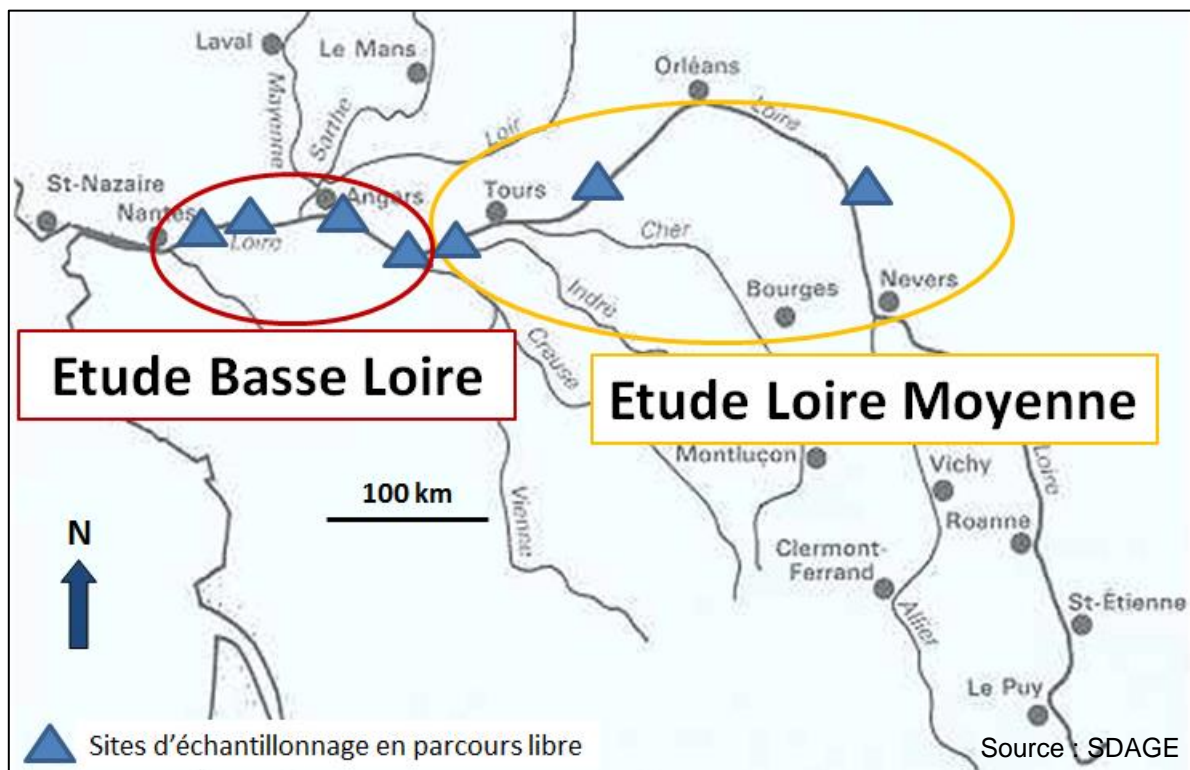 Laval
Le Mans
Orléans
Mayenne
Sarthe
Loir
Loire
St-Nazaire
Nantes
Angers
Tours
Loire
Cher
Indre
Bourges
Nevers
Crause
Etude Basse Loire
Etude Loire Moyenne
Montluçon
Vichy
Loire
100 km
Vienne
Roanne
N
Clermont-
Ferrand
Allier
St-Étienne
Le Puy
Sites d'échantillonnage en parcours libre
Source : SDAGE